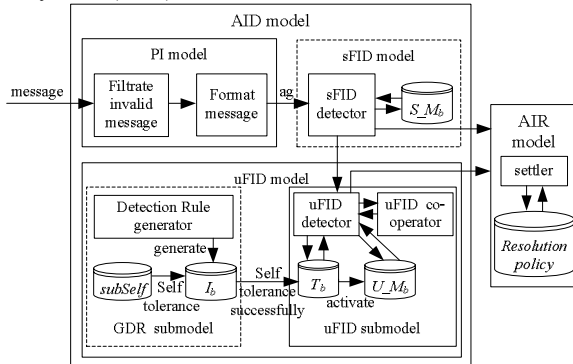 AID model
PI model
sFID model
message
Filtrate
invalid
message
Format
message
ag
sFID
detector
S_Mb
AIR
model
settler
Resolution
policy
uFID model
Detection Rule
generator
generate
uFID
detector
uFID co-
operator
subSelf
Self
tolerance
Ib
Self
tolerance
successfully
Tb
activate
U_Mb
GDR submodel
uFID submodel